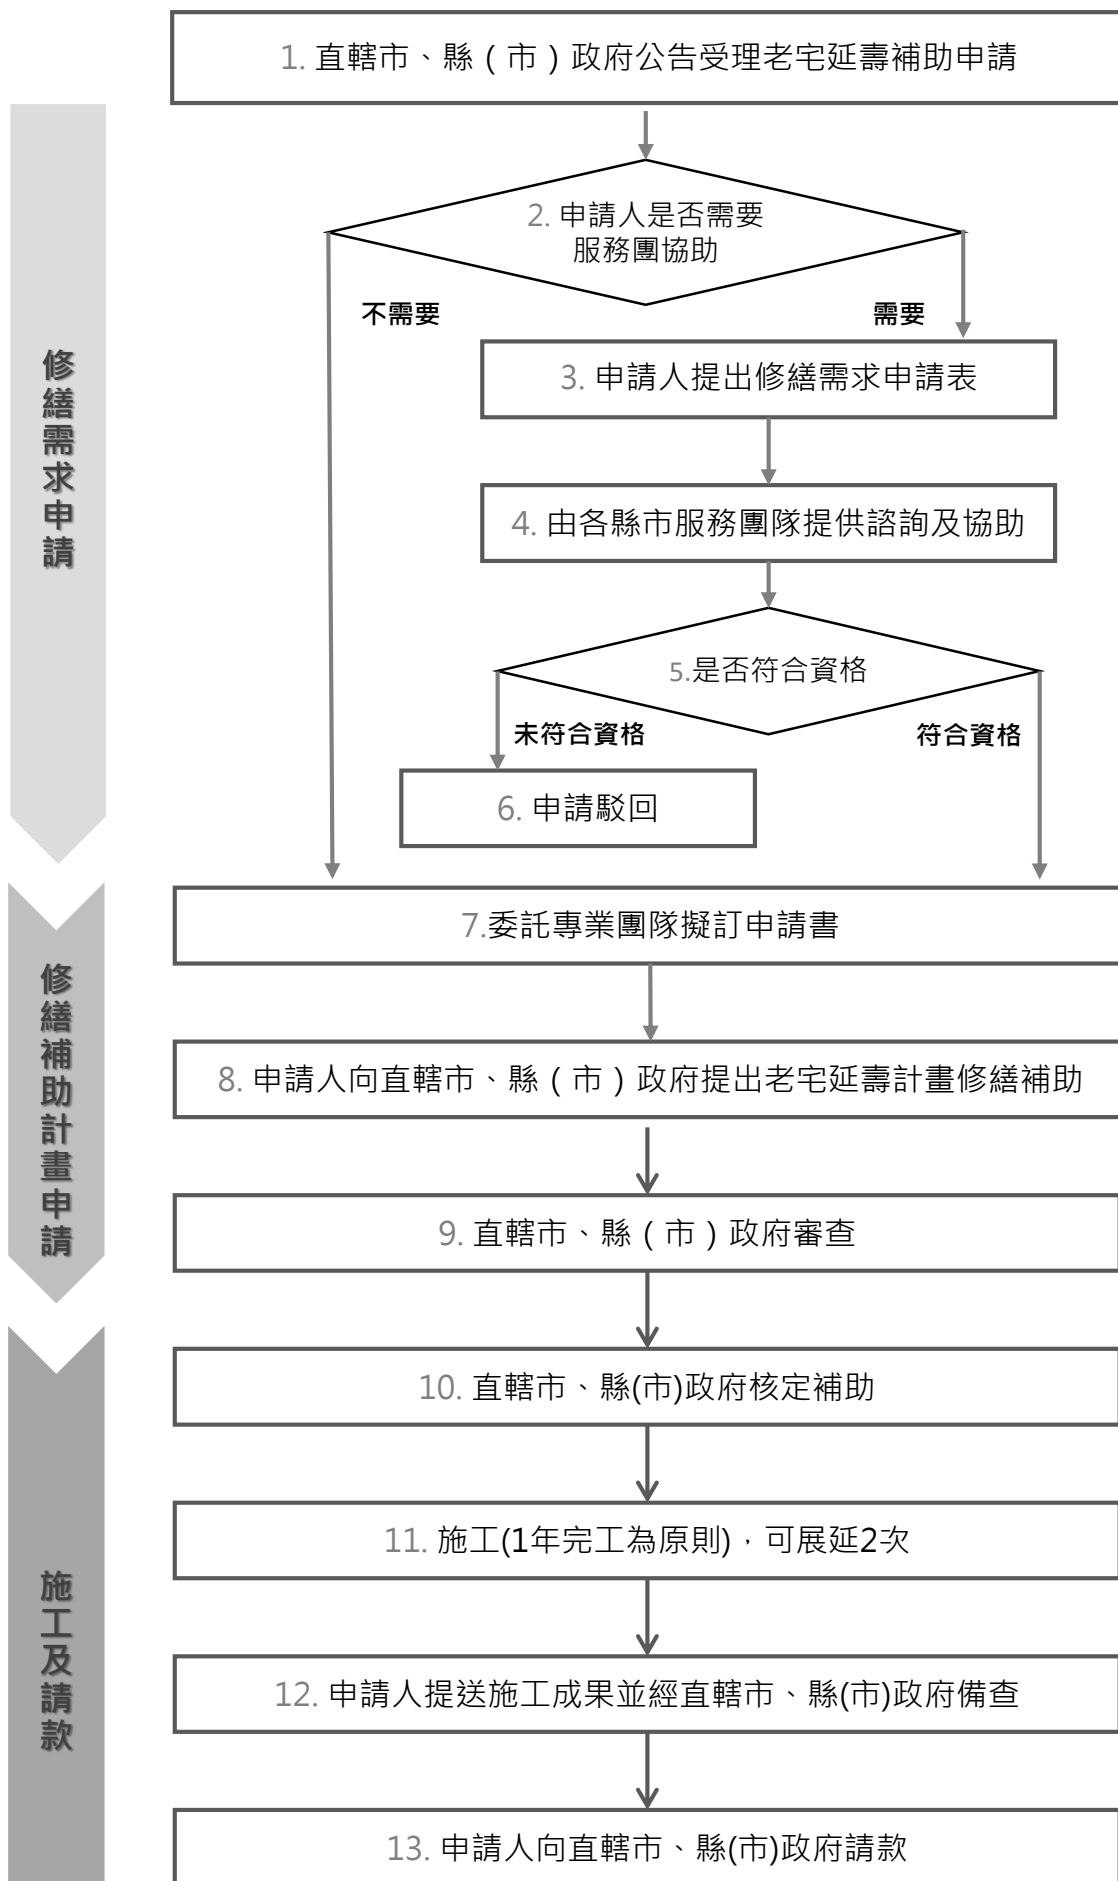 1. 直轄市、縣（市）政府公告受理老宅延壽補助申請
2. 申請人是否需要
服務團協助
不需要
需要
3. 申請人提出修繕需求申請表
修繕需求申請
4. 由各縣市服務團隊提供諮詢及協助
5.是否符合資格
未符合資格
符合資格
6. 申請駁回
7.委託專業團隊擬訂申請書
修繕補助計畫申請
8. 申請人向直轄市、縣（市）政府提出老宅延壽計畫修繕補助
9. 直轄市、縣（市）政府審查
10. 直轄市、縣(市)政府核定補助
11. 施工(1年完工為原則)，可展延2次
施工及請款
12. 申請人提送施工成果並經直轄市、縣(市)政府備查
13. 申請人向直轄市、縣(市)政府請款